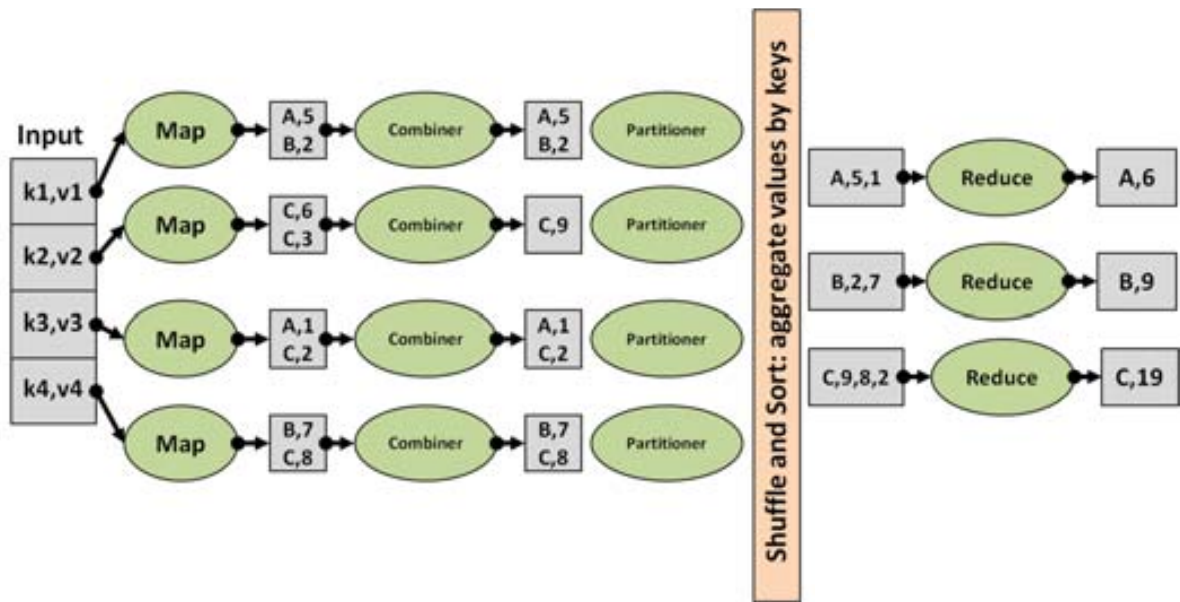 Input
k1,v1
k2,v2
k3,v3
k4,v4
Map
A,5
B,2
Combiner
A,5
B,2
Partitioner
Map
C,6
C,3
Combiner
C,9
Partitioner
Map
A,1
C,2
Combiner
A,1
C,2
Partitioner
Map
B,7
C,8
Combiner
B,7
C,8
Partitioner
Shuffle and Sort: aggregate values by keys
A,5,1
Reduce
A,6
B,2,7
Reduce
B,9
C,9,8,2
Reduce
C,19